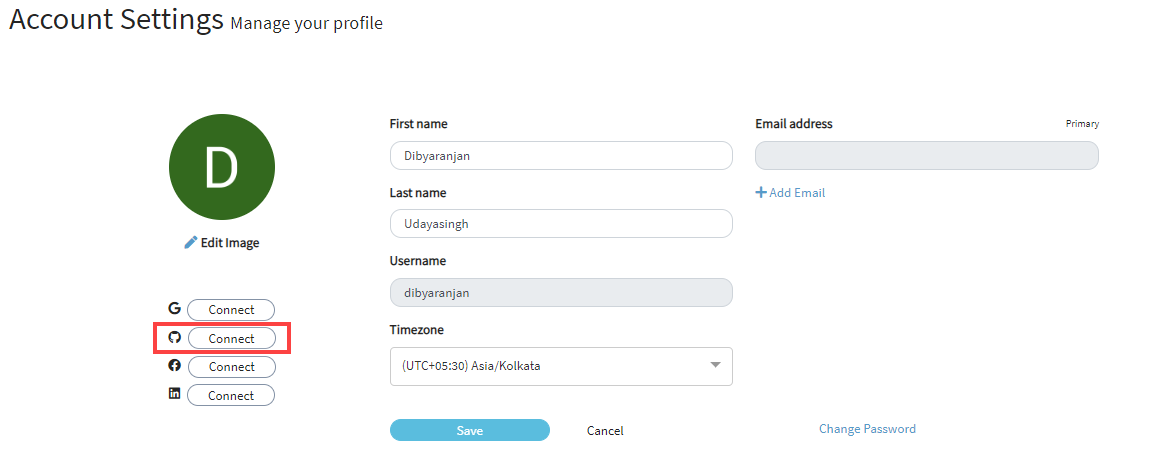 Account Settings Manage your profile
D
Edit Image
Connect
Connect
Connect
Connect
First name
Dibyaranjan
Last name
Udayasingh
Username
dibyaranjan
Timezone
(UTC+05:30) Asia/Kolkata
Save Cancel
Email address Primary
+ Add Email
Change Password